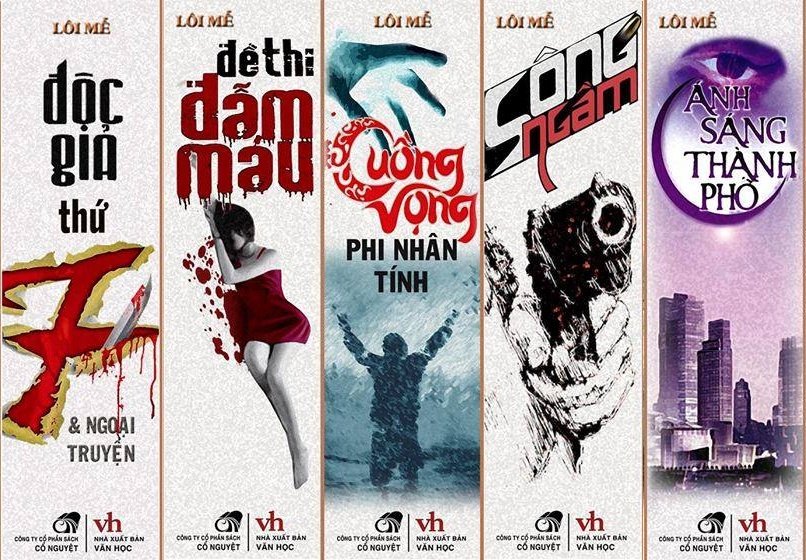 LÔI MỄ
độc
giả
thứ
7
& NGOẠI
TRUYỆN
CÔNG TY CỔ PHẦN SÁCH
CỔ NGUYỆT
vh
NHÀ XUẤT BẢN
VĂN HỌC
LÔI MỄ
đề thi
đẫm
máu
CÔNG TY CỔ PHẦN SÁCH
CỔ NGUYỆT
vh
NHÀ XUẤT BẢN
VĂN HỌC
LÔI MỄ
Cuồng
vọng
PHI NHÂN
TÍNH
CÔNG TY CỔ PHẦN SÁCH
CỔ NGUYỆT
vh
NHÀ XUẤT BẢN
VĂN HỌC
LÔI MỄ
SÔNG
ngầm
CÔNG TY CỔ PHẦN SÁCH
CỔ NGUYỆT
vh
NHÀ XUẤT BẢN
VĂN HỌC
LÔI MỄ
ÁNH
SÁNG
THÀNH
PHỐ
CÔNG TY CỔ PHẦN SÁCH
CỔ NGUYỆT
vh
NHÀ XUẤT BẢN
VĂN HỌC